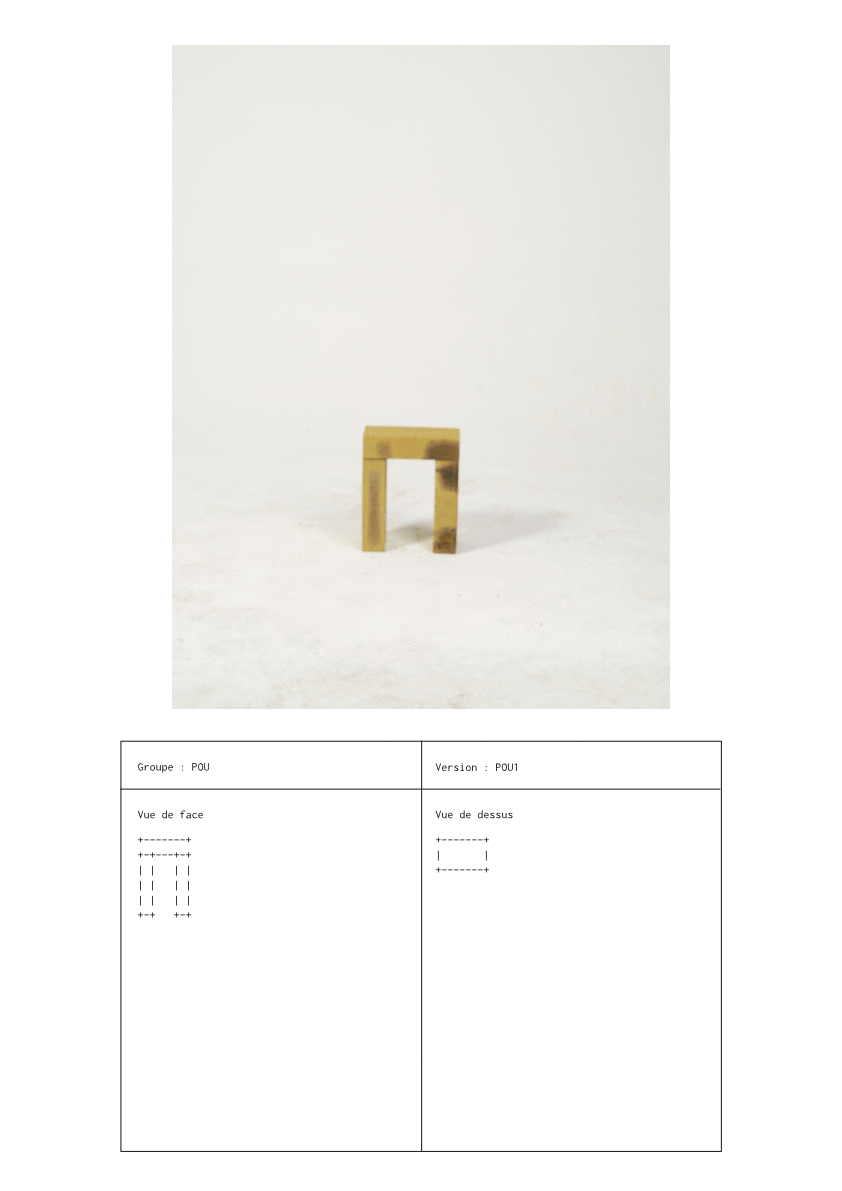 Groupe : POU
Version : POU1
Vue de face
+-------+
+-+---+-+
| |   | |
| |   | |
| |   | |
+-+   +-+
Vue de dessus
+-------+
|       |
+-------+